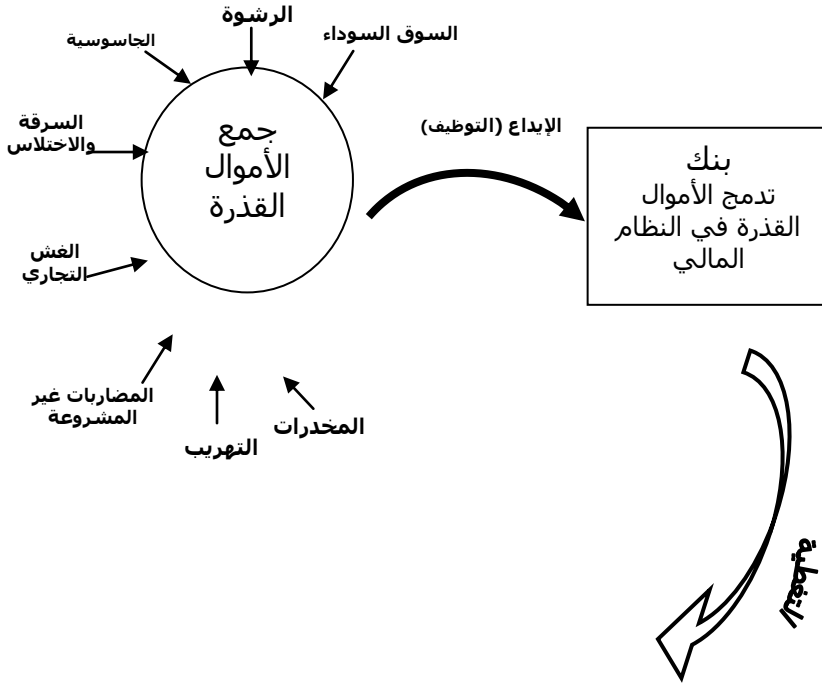 الرشوة
السوق السوداء
الجاسوسية
السرقة
والاختلاس
جمع
الأموال
القذرة
الإيداع (التوظيف)
بنك
تدمج الأموال
القذرة في النظام
المالي
الغش
التجاري
المضاربات غير
المشروعة
التهريب
المخدرات
التغطية